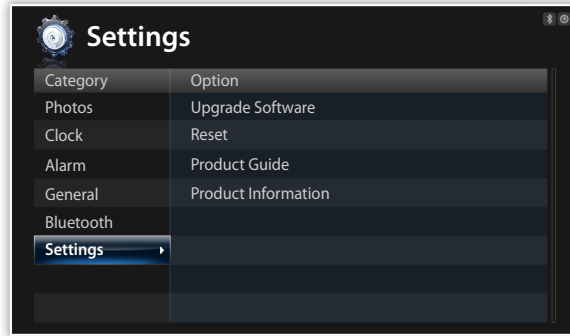 Settings
Category Option
Photos Upgrade Software
Clock Reset
Alarm Product Guide
General Product Information
Bluetooth
Settings